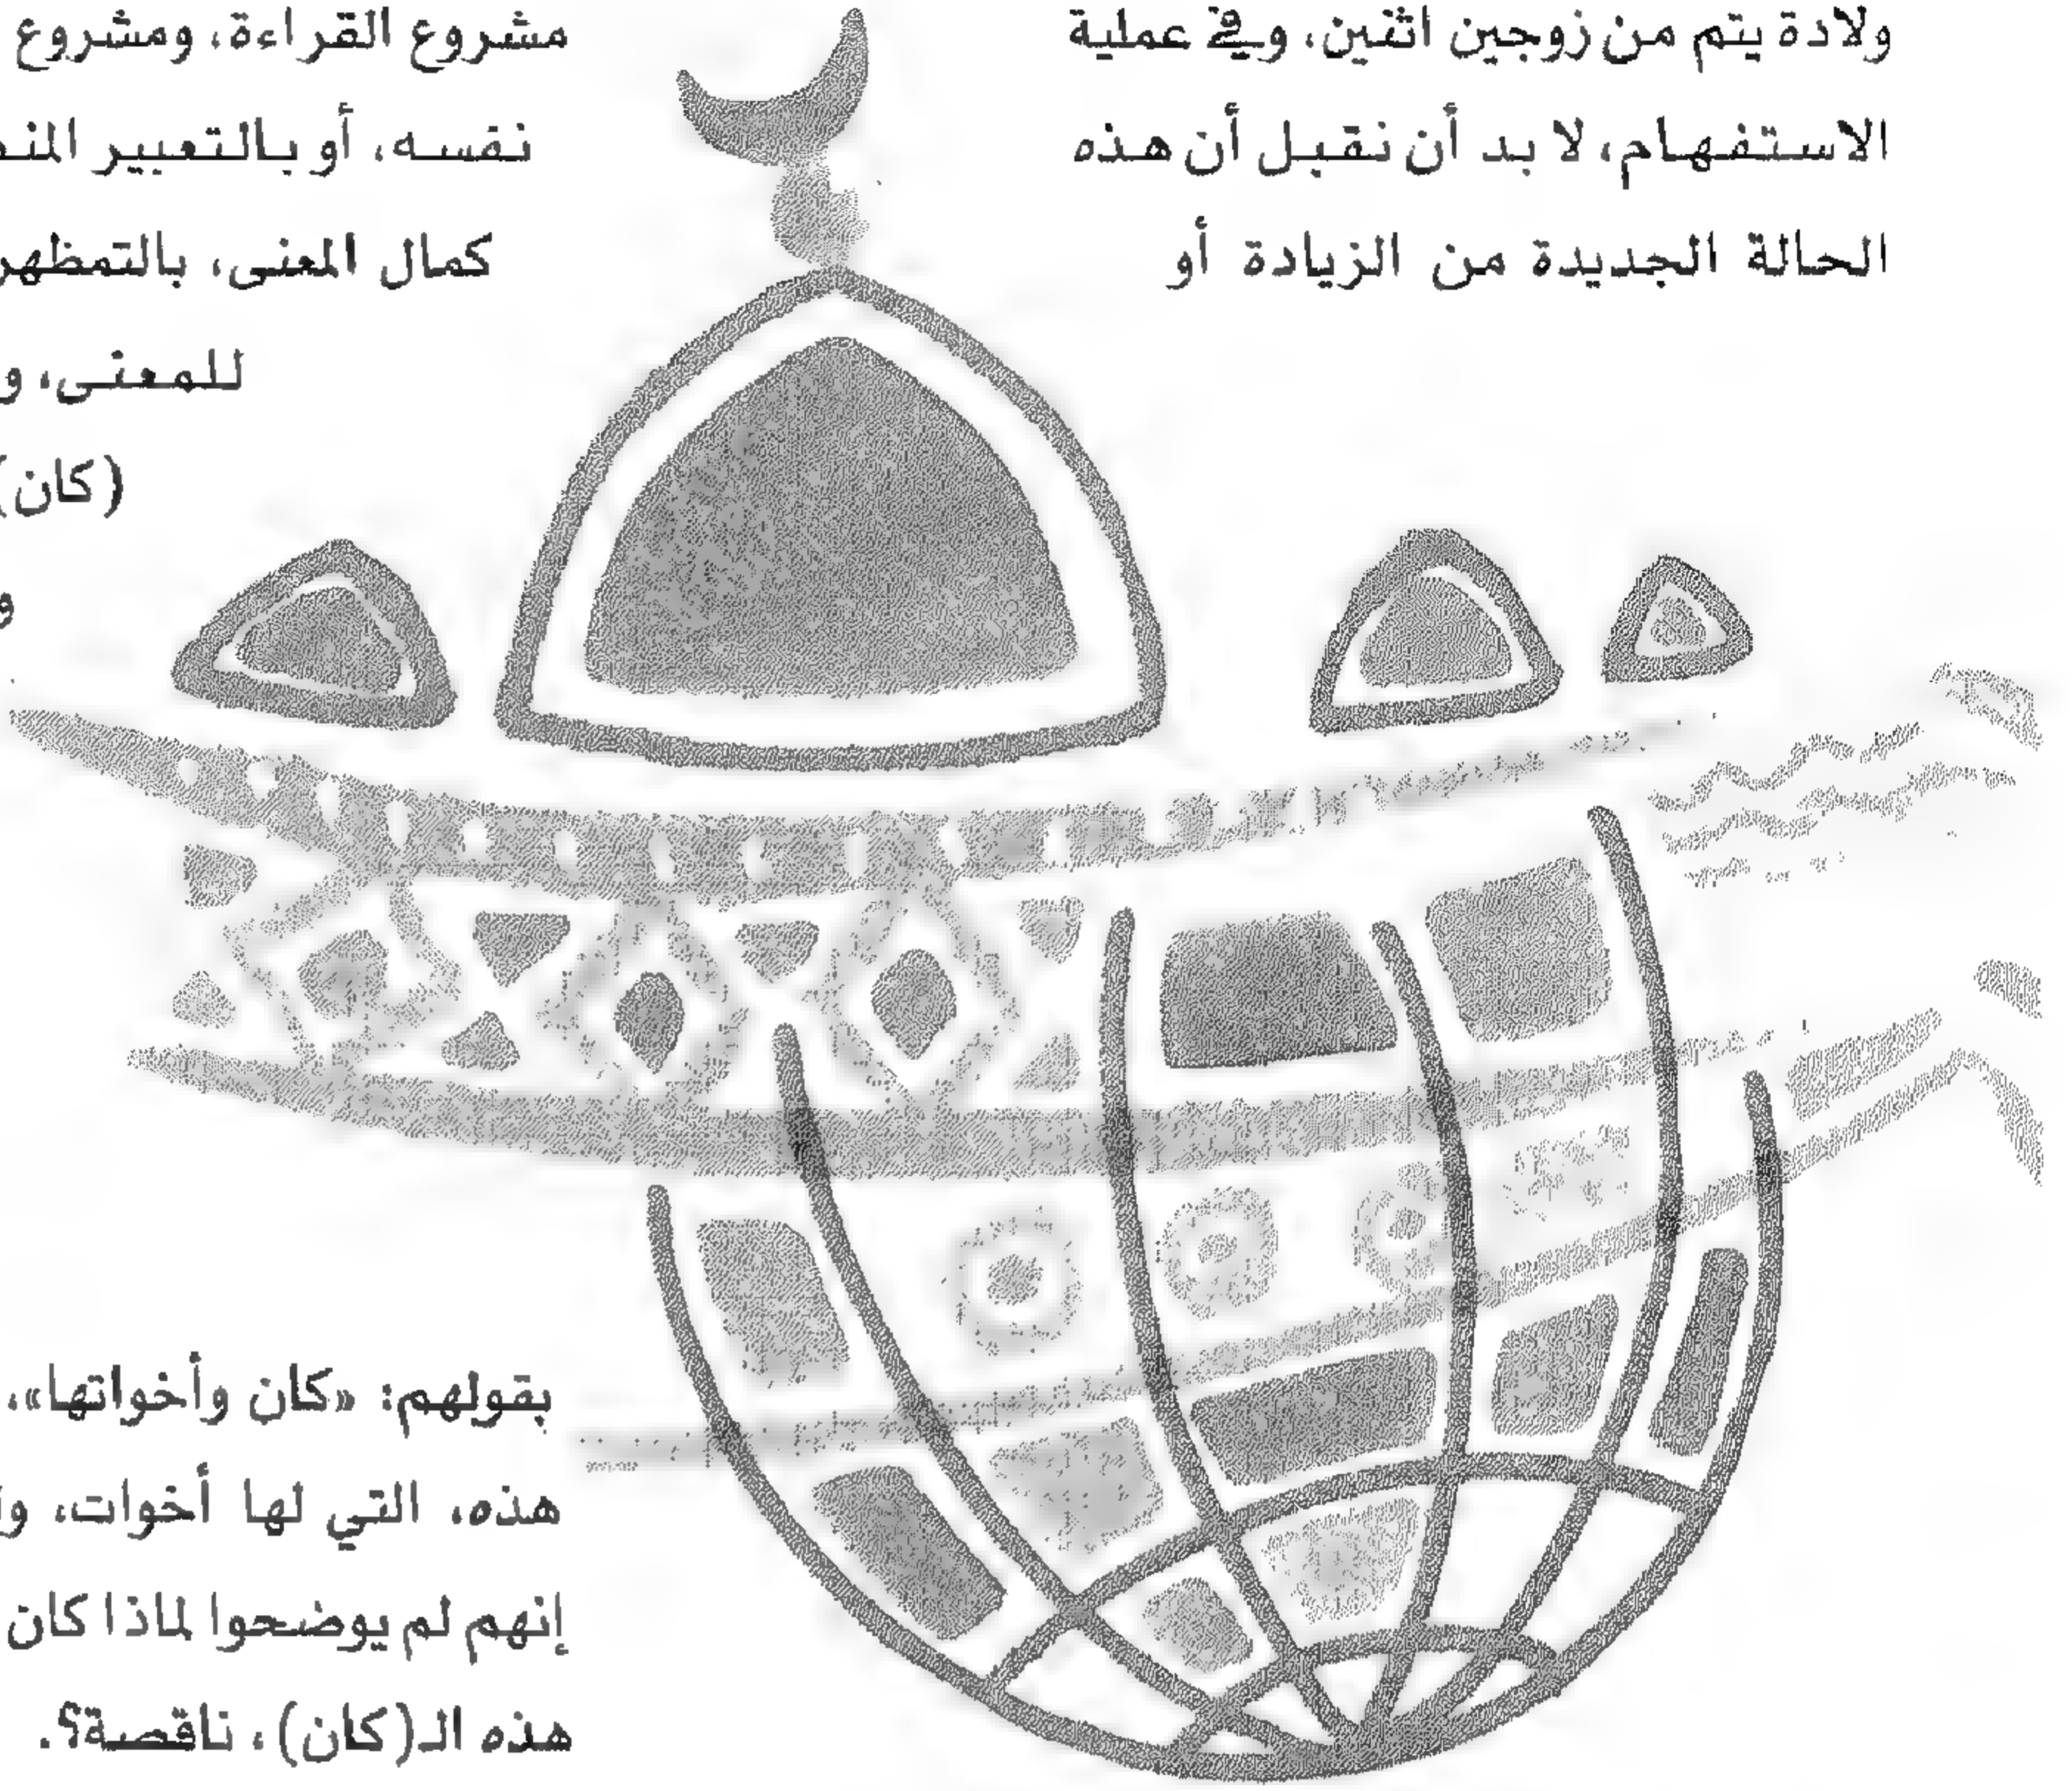 ولادة يتم من زوجين اثنين، وفي عملية
الاستفهام، لا بد أن نقبل أن هذه
الحالة الجديدة من الزيادة أو
مشروع القراءة، ومشروع
نفسه، أو بالتعبير
كمال المعنى، بالتمظهر
للمعنى، و
(كان)
و
بقولهم: «كان وأخواتها»،
هذه، التي لها أخوات،
إنهم لم يوضحوا لماذا كان
هذه الـ(كان)، ناقصة؟.